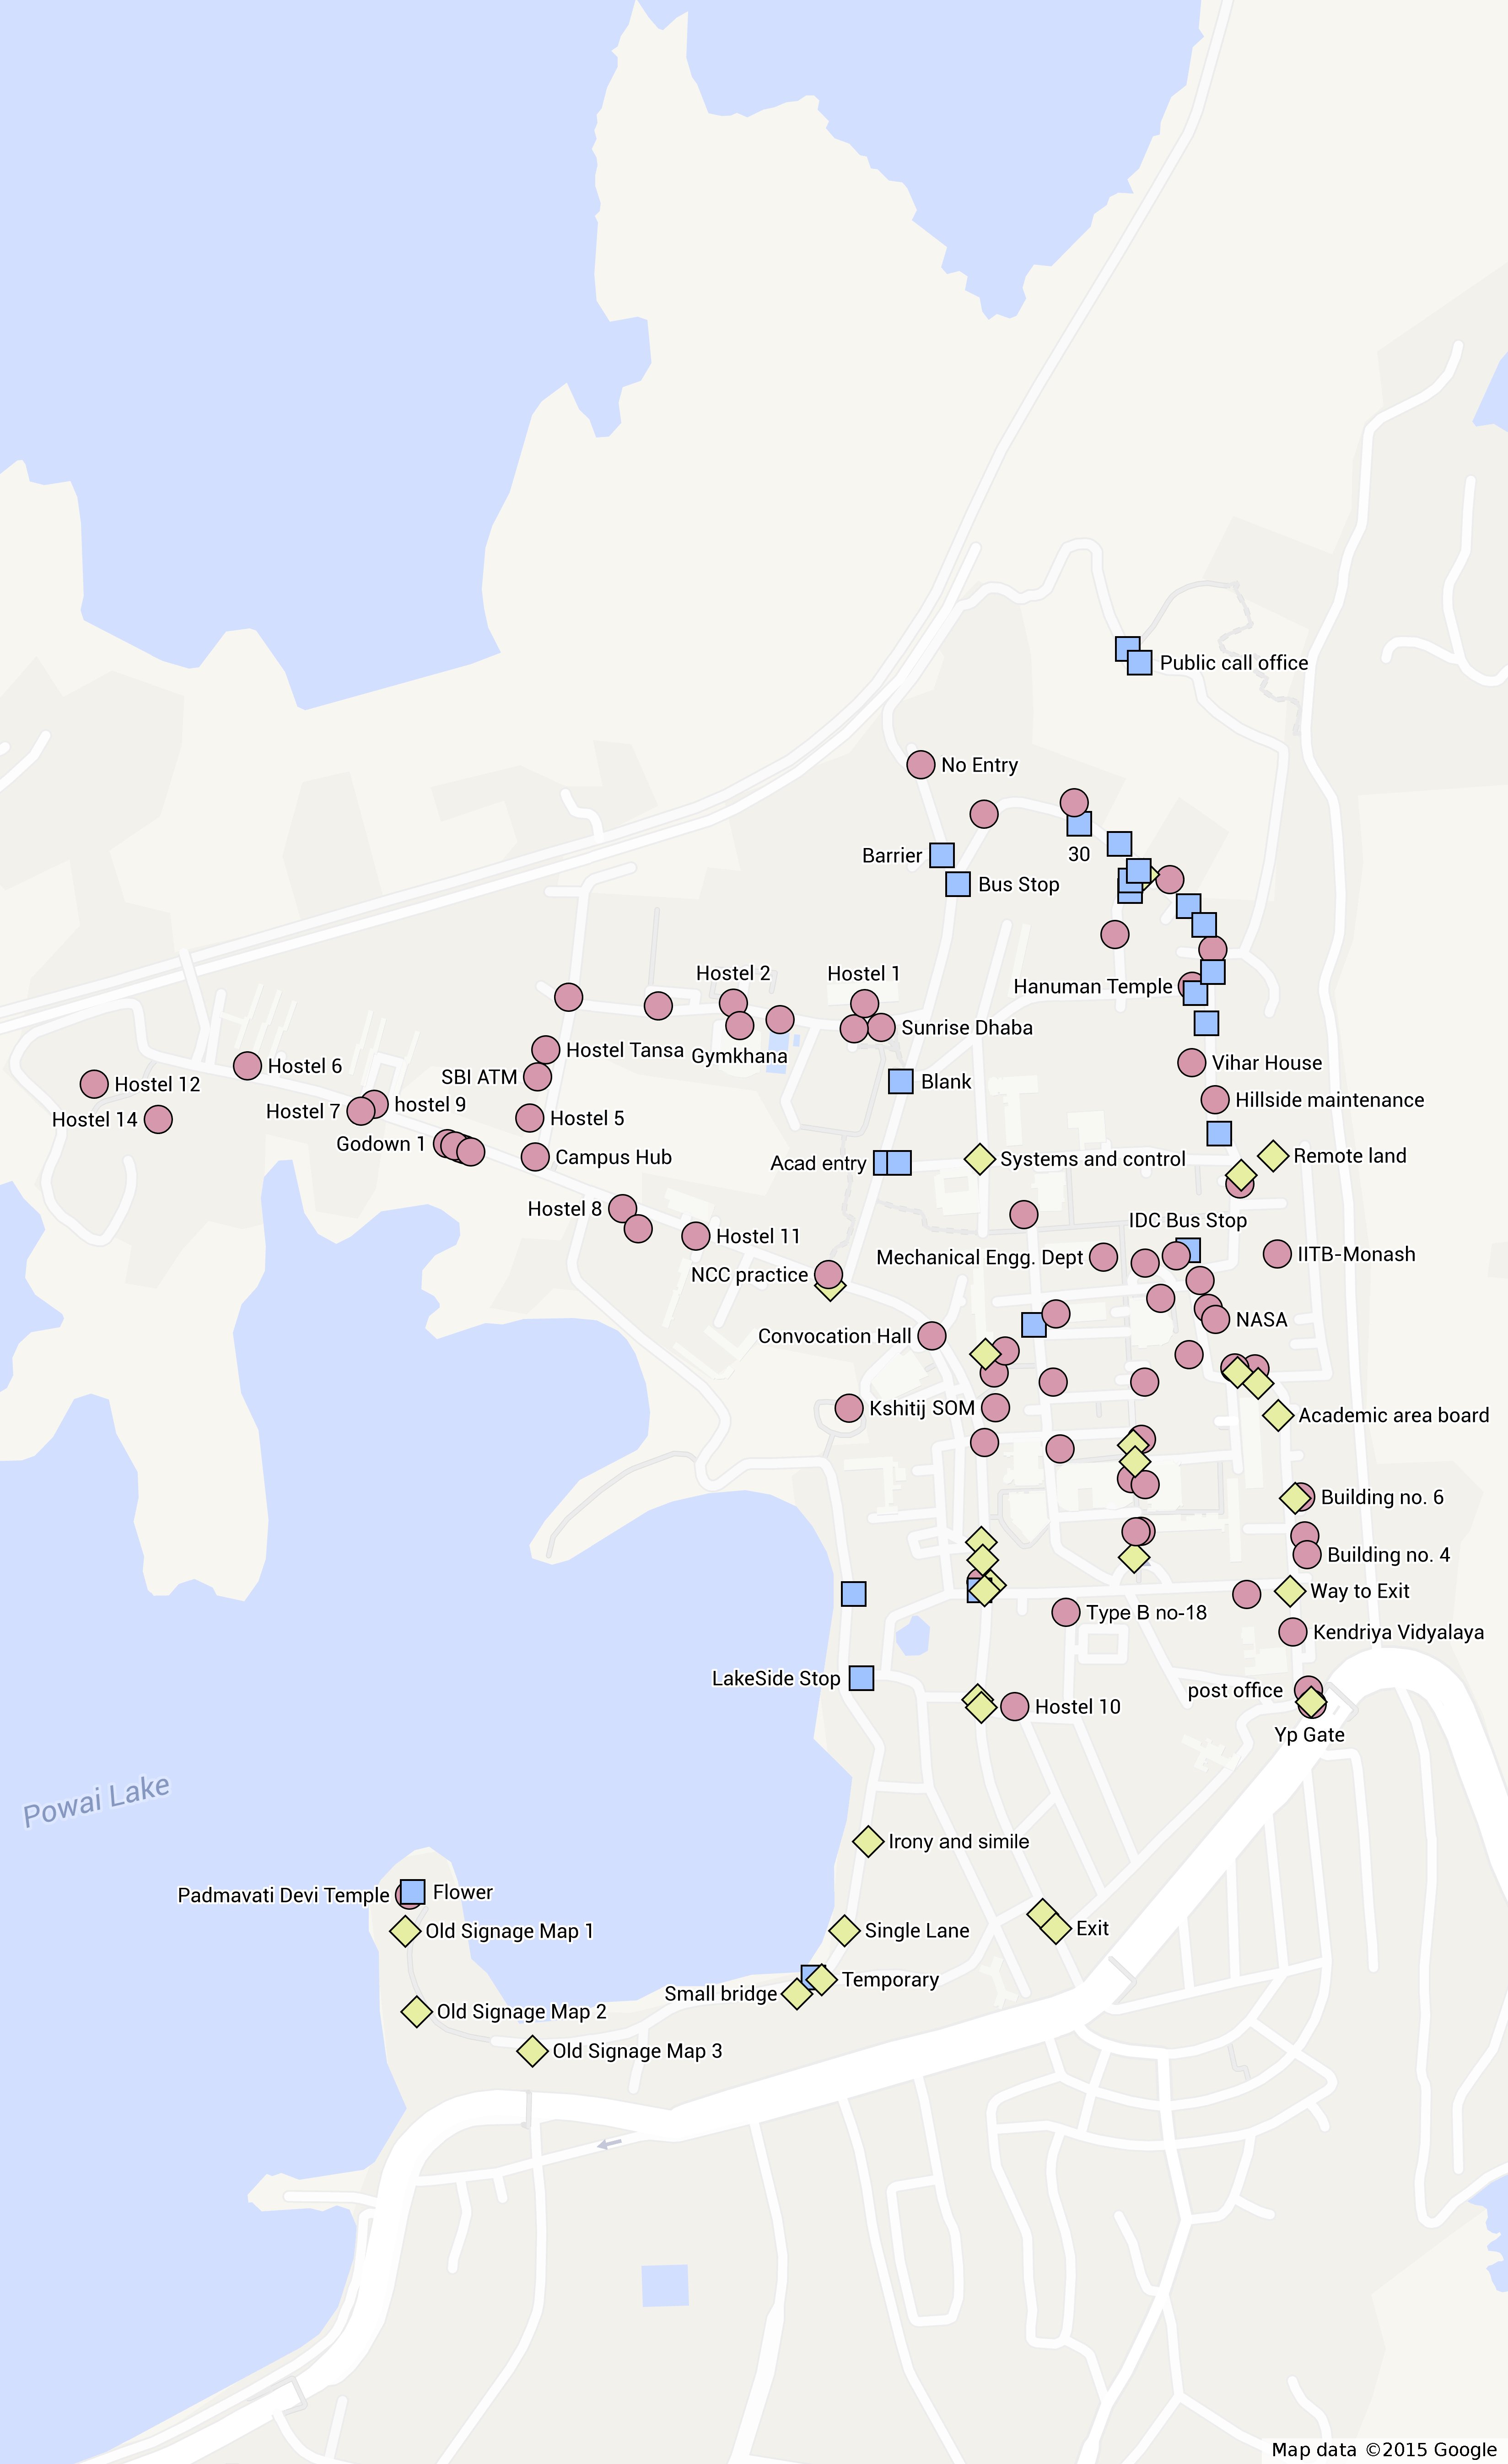 Public call office
No Entry
Barrier
30
Bus Stop
Hostel 2
Hostel 1
Hanuman Temple
Sunrise Dhaba
Hostel Tansa
Gymkhana
Vihar House
Hostel 6
SBI ATM
Blank
Hostel 12
Hostel 7
hostel 9
Hillside maintenance
Hostel 14
Hostel 5
Godown 1
Campus Hub
Acad entry
Systems and control
Remote land
Hostel 8
IDC Bus Stop
Hostel 11
Mechanical Engg. Dept
IITB-Monash
NCC practice
NASA
Convocation Hall
Kshitij SOM
Academic area board
Building no. 6
Building no. 4
Way to Exit
Type B no-18
Kendriya Vidyalaya
LakeSide Stop
post office
Hostel 10
Yp Gate
Powai Lake
Irony and simile
Padmavati Devi Temple
Flower
Old Signage Map 1
Single Lane
Exit
Temporary
Small bridge
Old Signage Map 2
Old Signage Map 3
Map data ©2015 Google